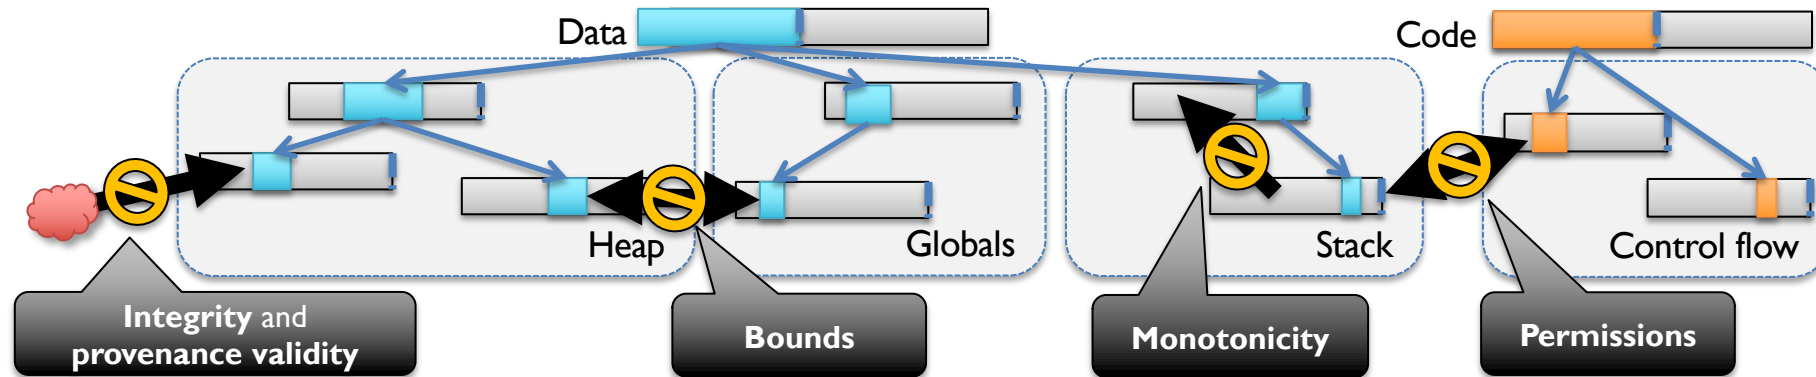 Data
Code
Heap
Globals
Stack
Control flow
Integrity and
provenance validity
Bounds
Monotonicity
Permissions